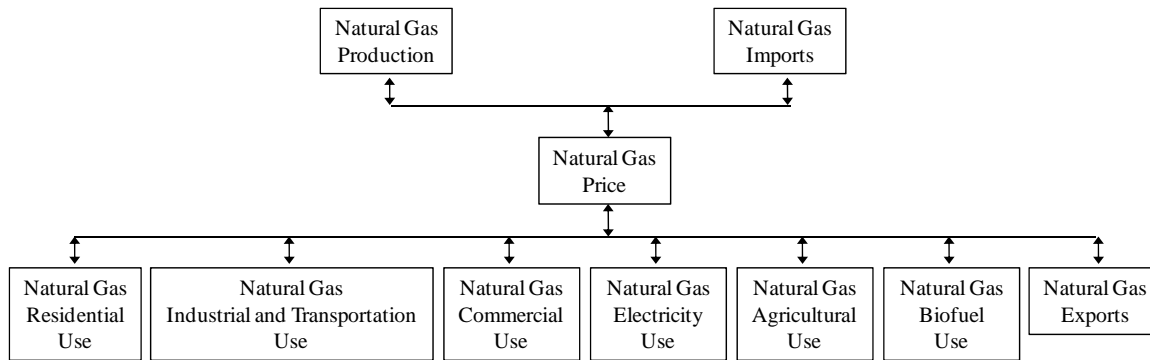 Natural Gas
Production
Natural Gas
Imports
Natural Gas
Price
Natural Gas
Residential
Use
Natural Gas
Industrial and Transportation
Use
Natural Gas
Commercial
Use
Natural Gas
Electricity
Use
Natural Gas
Agricultural
Use
Natural Gas
Biofuel
Use
Natural Gas
Exports